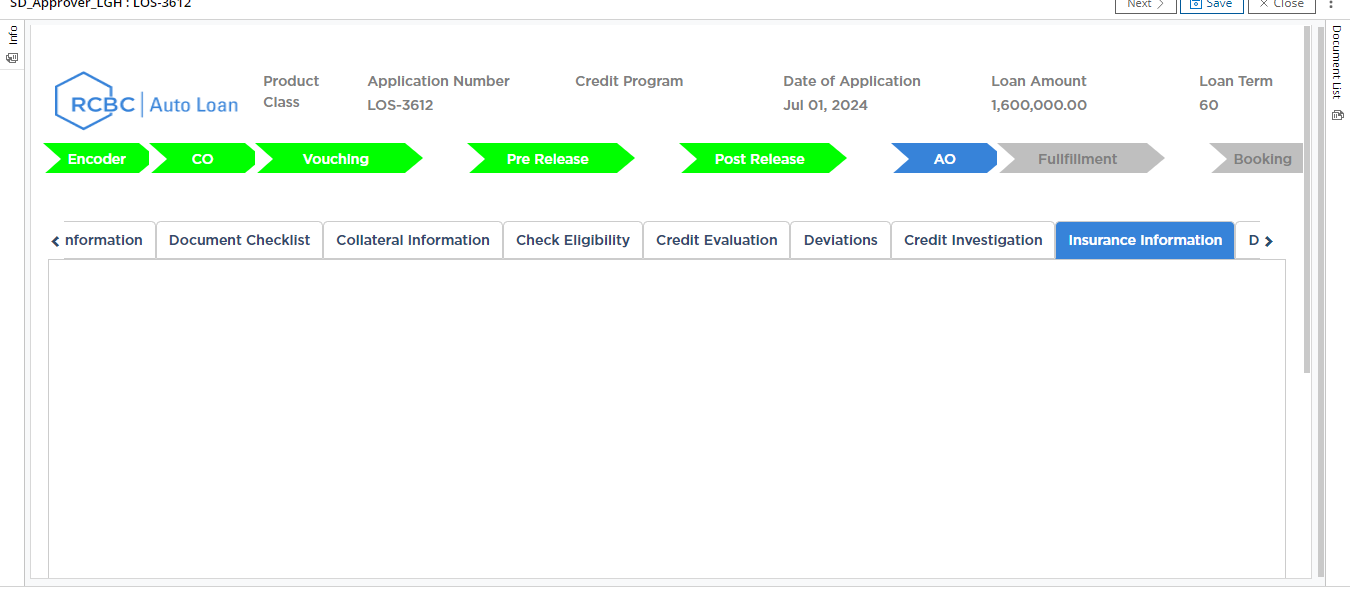 SD_Approver_LGH : LOS-3612
Next Save Close
Info
Document List
RCBC Auto Loan
Product Class
Application Number
LOS-3612
Credit Program
Date of Application
Jul 01, 2024
Loan Amount
1,600,000.00
Loan Term
60
Encoder CO Vouching Pre Release Post Release AO Fullfillment Booking
nformation Document Checklist Collateral Information Check Eligibility Credit Evaluation Deviations Credit Investigation Insurance Information D